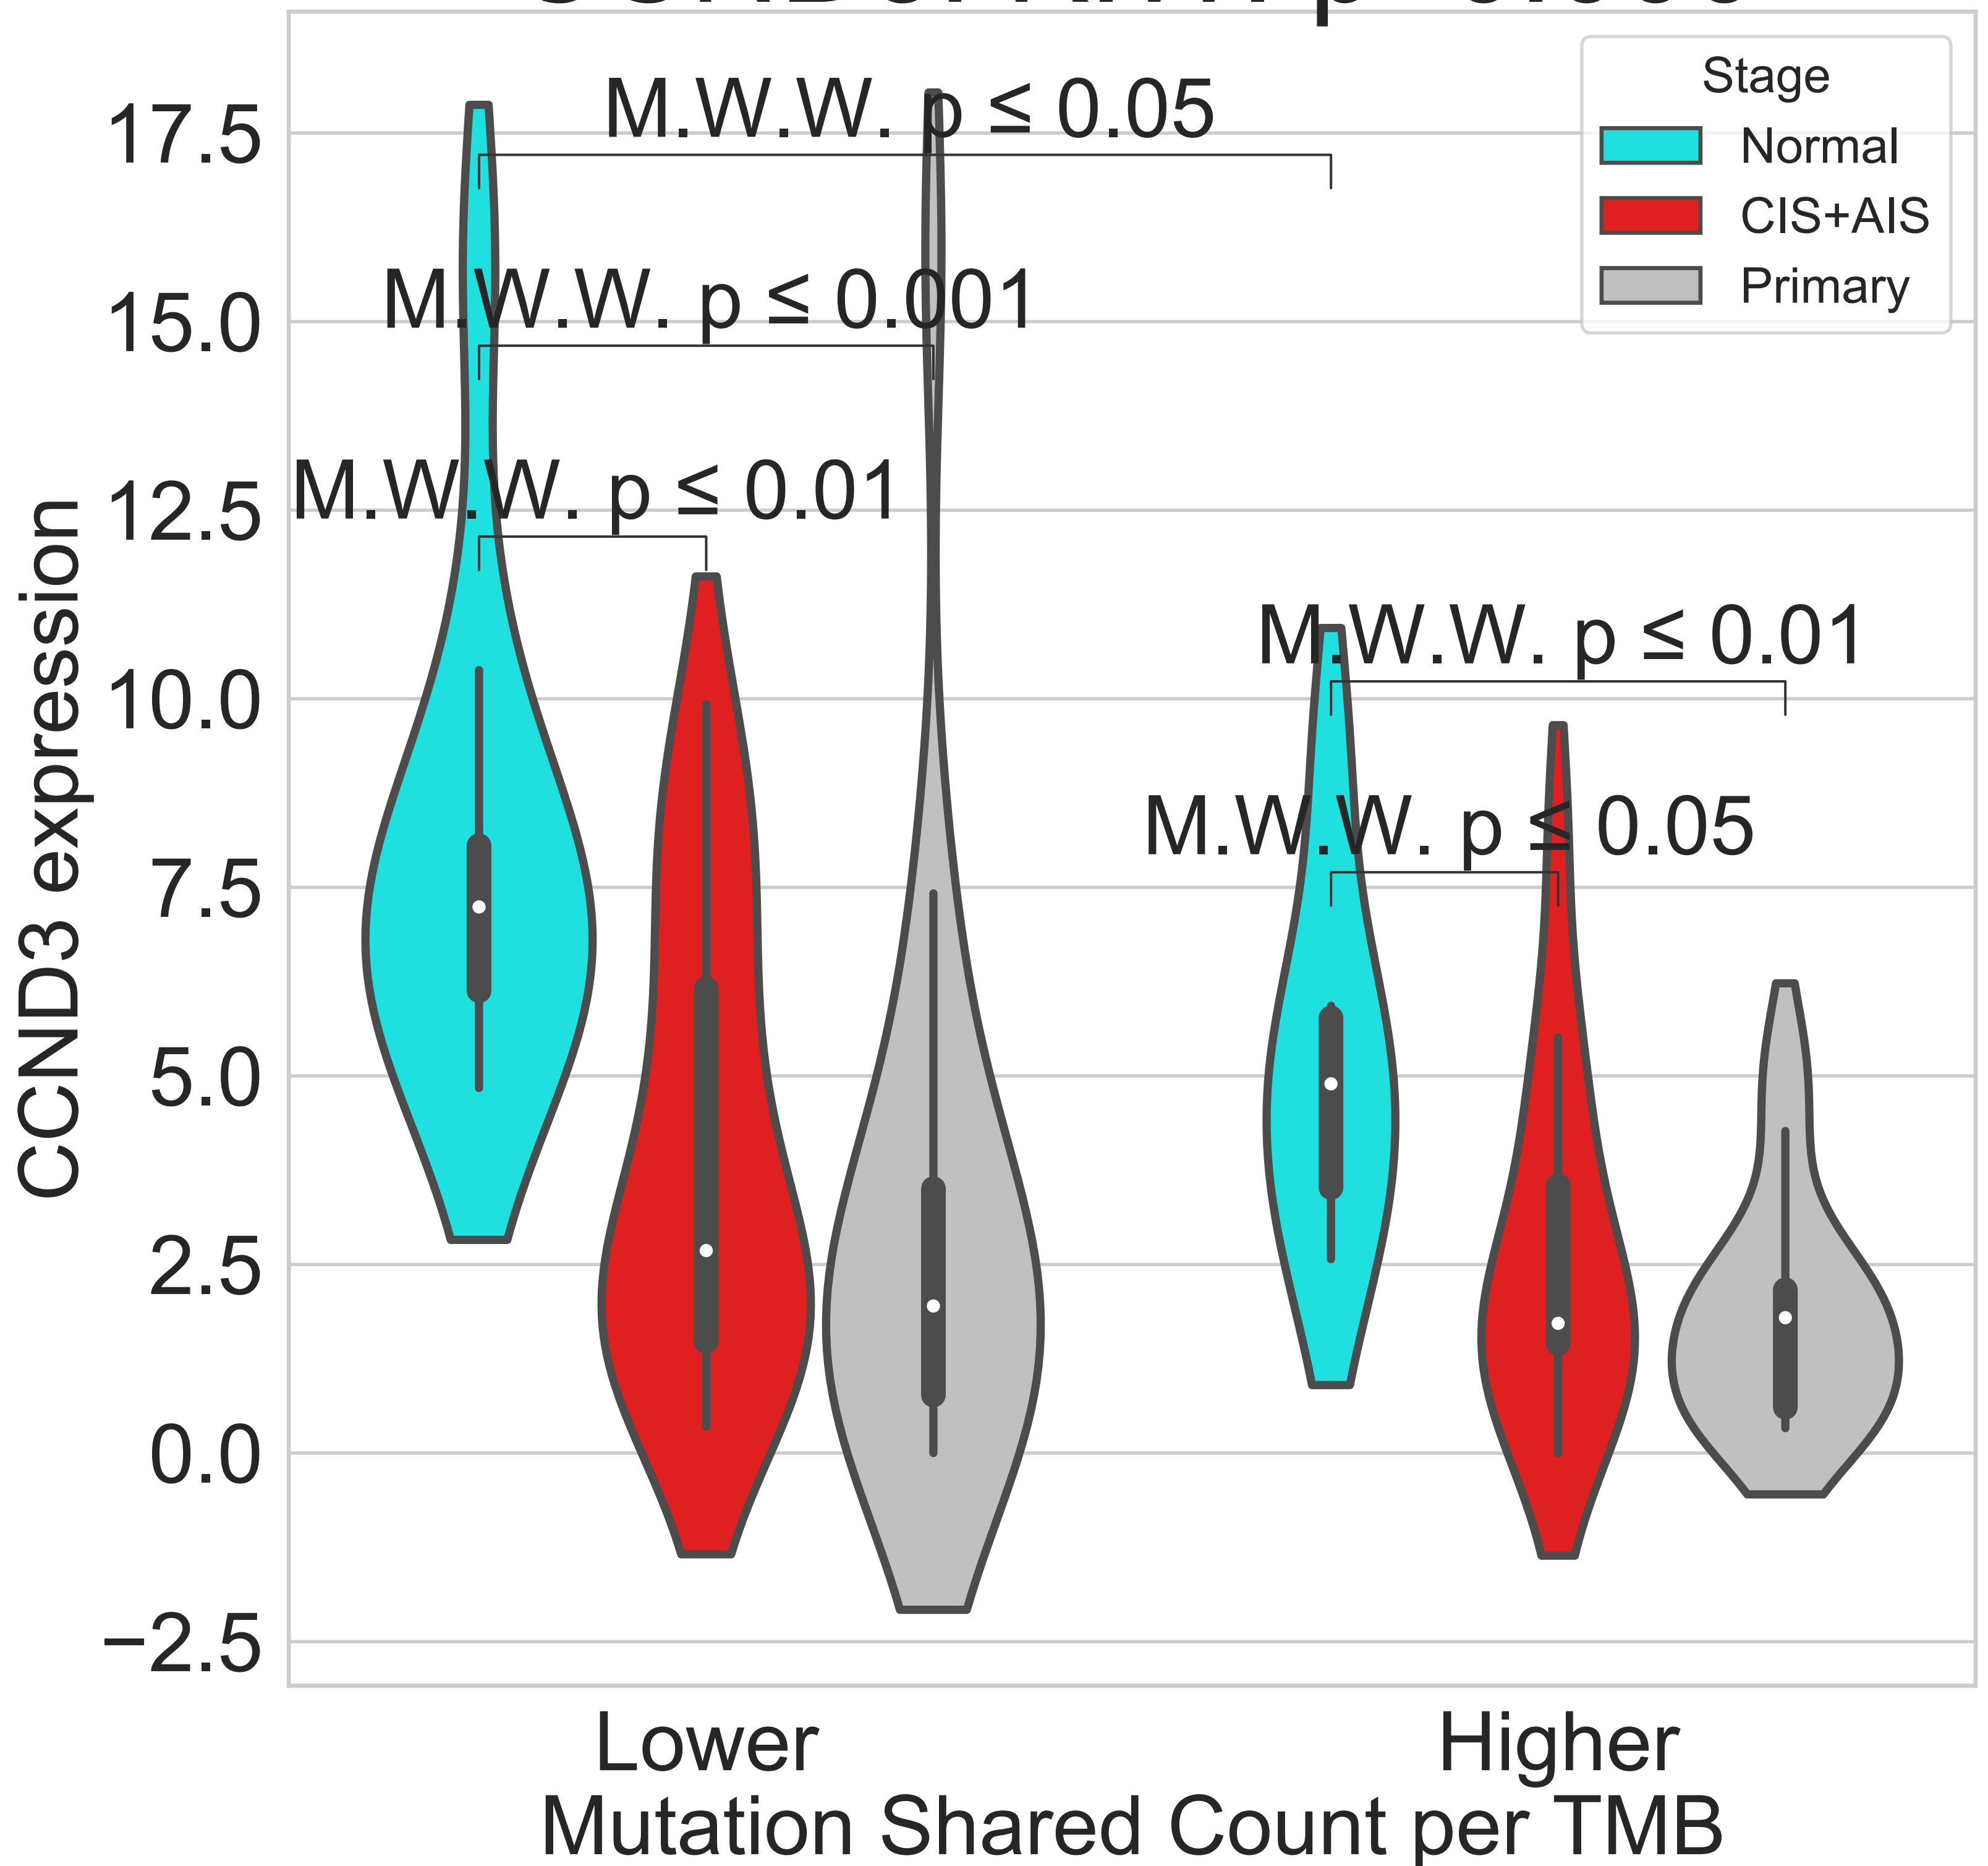 Stage
Normal
CIS+AIS
Primary
M.W.W. p ≤ 0.05
M.W.W. p ≤ 0.001
M.W.W. p ≤ 0.01
M.W.W. p ≤ 0.01
M.W.W. p ≤ 0.05
CCND3 expression
17.5
15.0
12.5
10.0
7.5
5.0
2.5
0.0
−2.5
Lower
Higher
Mutation Shared Count per TMB